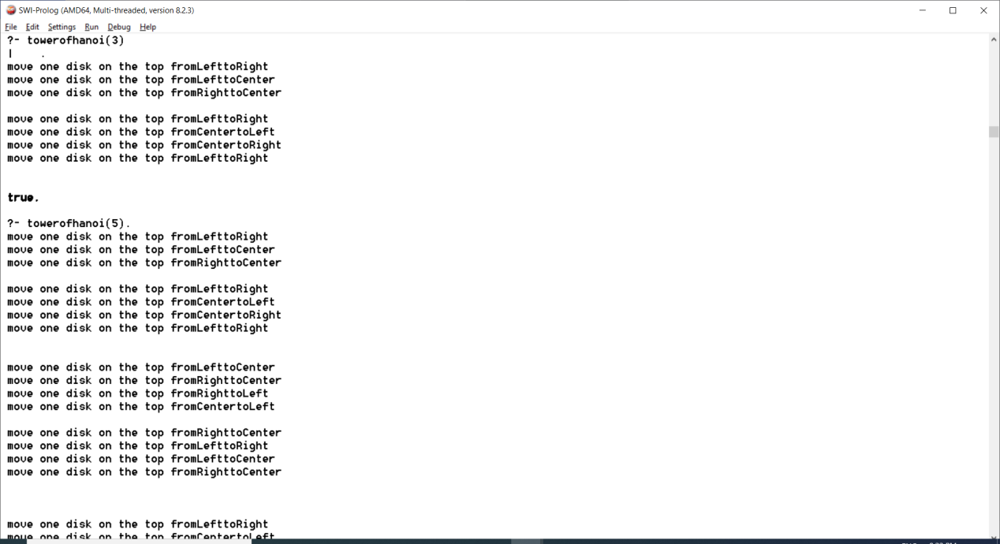 SWI-Prolog (AMD64, Multi-threaded, version 8.2.3)
File Edit Settings Run Debug Help
?- towerofhanoi(3)
|    .
move one disk on the top fromLefttoRight
move one disk on the top fromLefttoCenter
move one disk on the top fromRighttoCenter
move one disk on the top fromLefttoRight
move one disk on the top fromCentertoLeft
move one disk on the top fromCentertoRight
move one disk on the top fromLefttoRight
true.
?- towerofhanoi(5).
move one disk on the top fromLefttoRight
move one disk on the top fromLefttoCenter
move one disk on the top fromRighttoCenter
move one disk on the top fromLefttoRight
move one disk on the top fromCentertoLeft
move one disk on the top fromCentertoRight
move one disk on the top fromLefttoRight
move one disk on the top fromLefttoCenter
move one disk on the top fromRighttoCenter
move one disk on the top fromRighttoLeft
move one disk on the top fromCentertoLeft
move one disk on the top fromRighttoCenter
move one disk on the top fromLefttoRight
move one disk on the top fromLefttoCenter
move one disk on the top fromRighttoCenter
move one disk on the top fromLefttoRight
move one disk on the top fromCentertoLeft